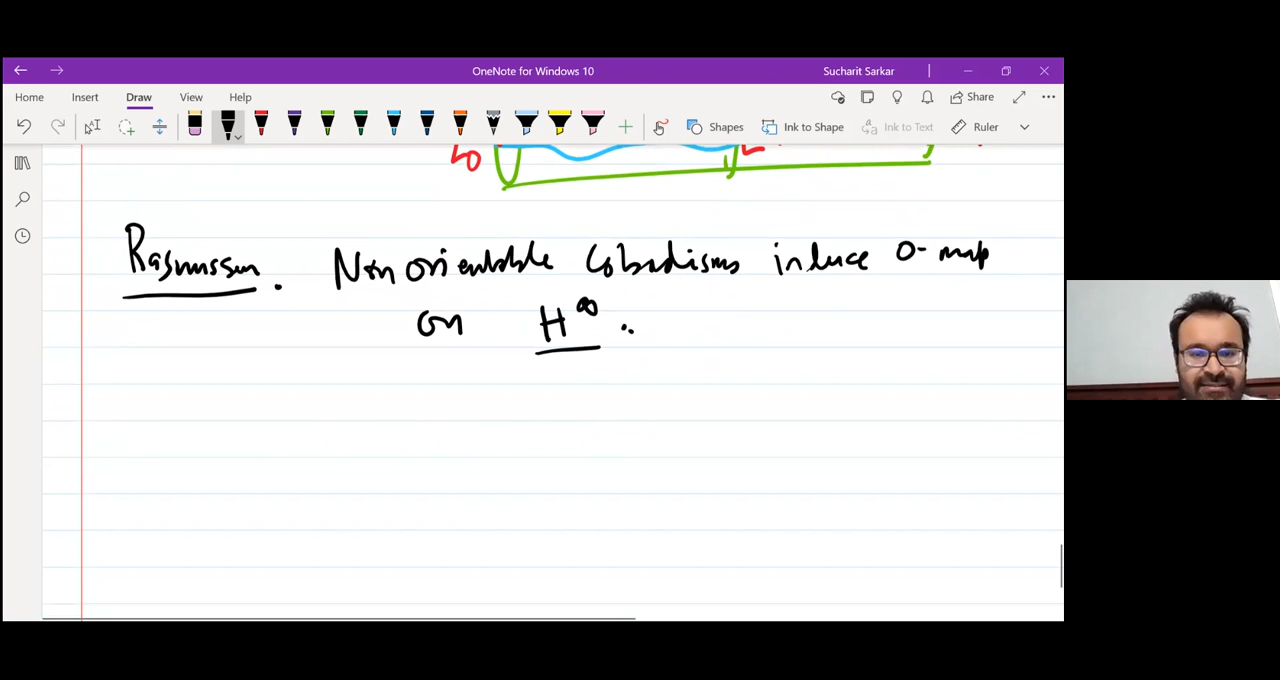 OneNote for Windows 10
Sucharit Sarkar
Home Insert Draw View Help
Share
Shapes Ink to Shape Ink to Text Ruler
L0
Rasmussen. Non orientable Cobordisms induce 0-map
on H∞.